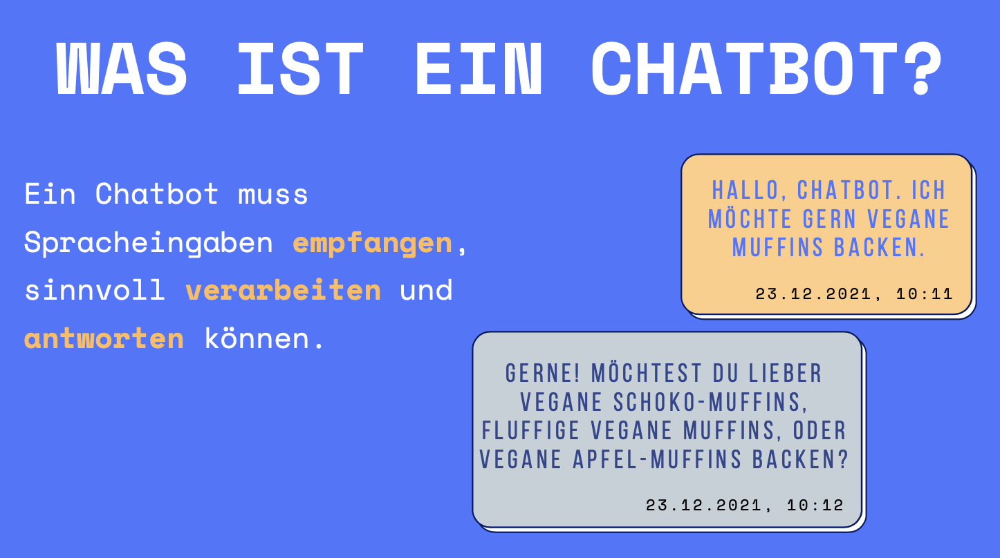 WAS IST EIN CHATBOT?
Ein Chatbot muss
Spracheingaben empfangen,
sinnvoll verarbeiten und
antworten können.
HALLO, CHATBOT. ICH
MÖCHTE GERN VEGANE
MUFFINS BACKEN.
23.12.2021, 10:11
GERNE! MÖCHTEST DU LIEBER
VEGANE SCHOKO-MUFFINS,
FLUFFIGE VEGANE MUFFINS, ODER
VEGANE APFEL-MUFFINS BACKEN?
23.12.2021, 10:12